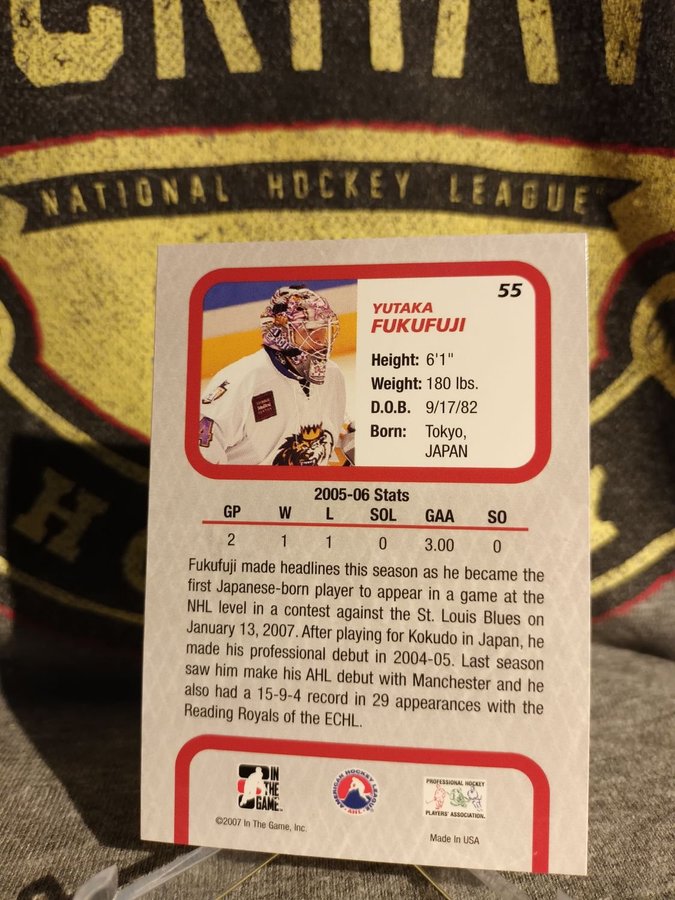 NATIONAL HOCKEY LEAGUE
55
YUTAKA
FUKUFUJI
Height: 6'1"
Weight: 180 lbs.
D.O.B. 9/17/82
Born: Tokyo,
JAPAN
2005-06 Stats
GP W L SOL GAA SO
2 1 1 0 3.00 0
Fukufuji made headlines this season as he became the
first Japanese-born player to appear in a game at the
NHL level in a contest against the St. Louis Blues on
January 13, 2007. After playing for Kokudo in Japan, he
made his professional debut in 2004-05. Last season
saw him make his AHL debut with Manchester and he
also had a 15-9-4 record in 29 appearances with the
Reading Royals of the ECHL.
IN
THE
GAME
AMERICAN HOCKEY LEAGUE
AHL
PROFESSIONAL HOCKEY
PLAYERS' ASSOCIATION.
©2007 In The Game, Inc.
Made In USA